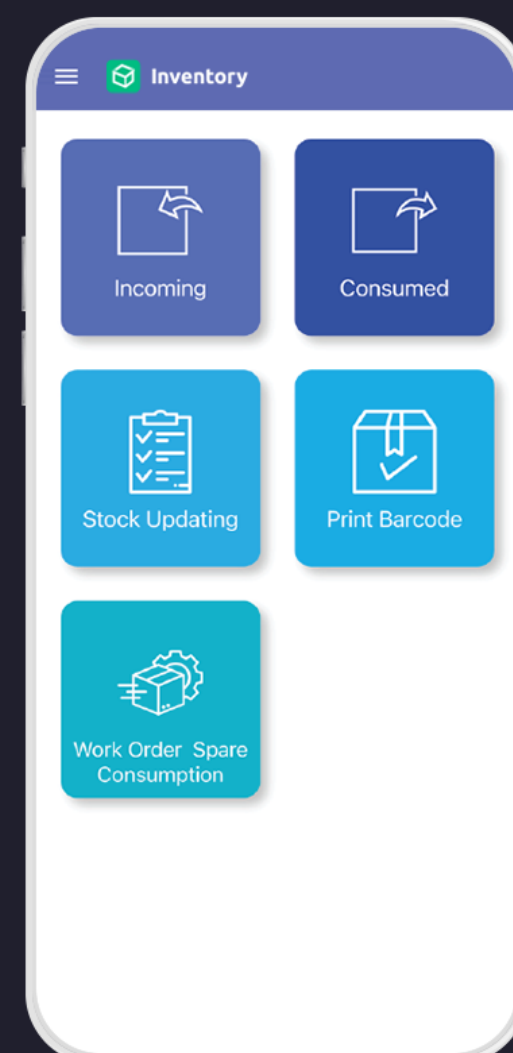 Inventory
Incoming
Consumed
Stock Updating
Print Barcode
Work Order  Spare
Consumption